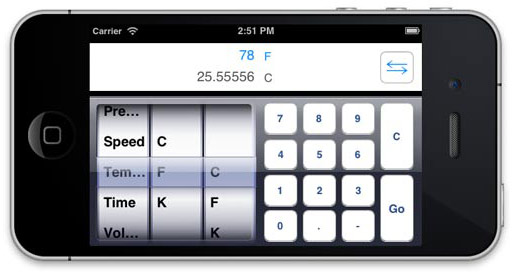 Carrier 2:51 PM
78 F
25.55556 C
Pre...
Speed C
Tem... F C
Time K F
Vol... K
7 8 9 C
4 5 6
1 2 3 Go
0 . -